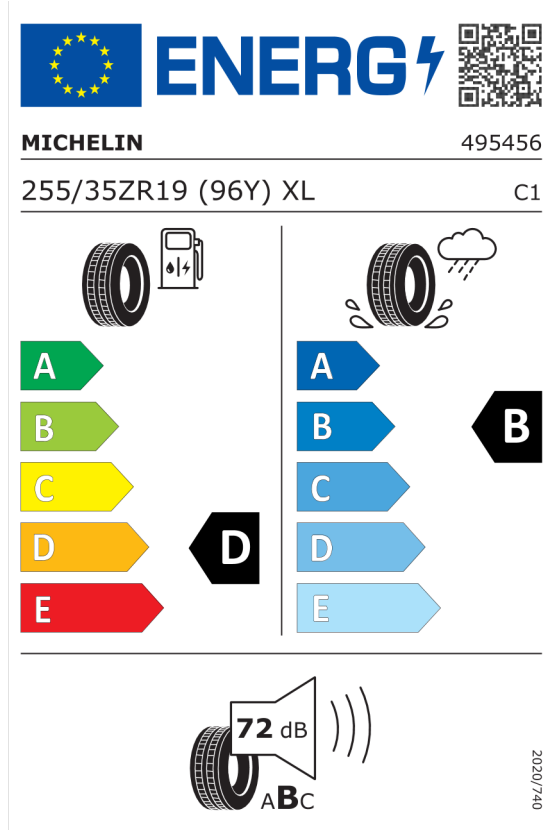 ENERG
MICHELIN 495456
255/35ZR19 (96Y) XL C1
A A
B B B
C C
D D D
E E
72 dB
ABC
2020/740